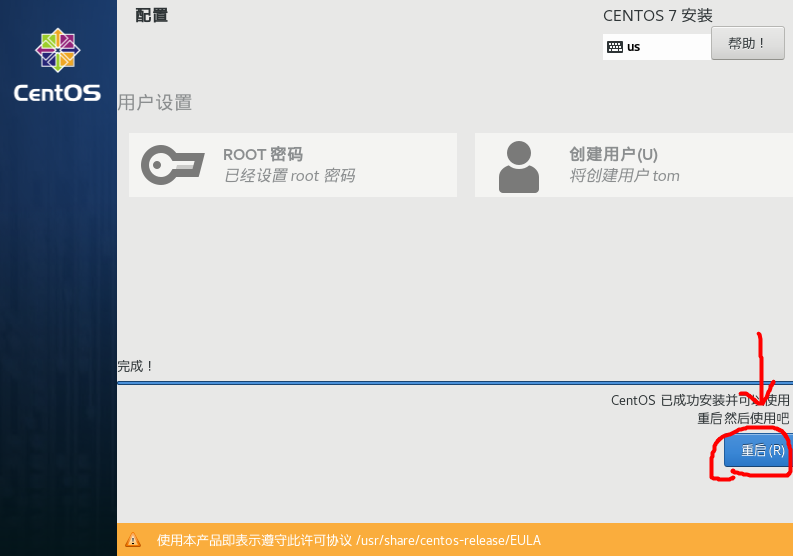 配置
CENTOS 7 安装
us
帮助！
CentOS
用户设置
ROOT 密码
已经设置 root 密码
创建用户(U)
将创建用户 tom
完成！
CentOS 已成功安装并可以使用
重启然后使用吧
重启(R)
使用本产品即表示遵守此许可协议 /usr/share/centos-release/EULA